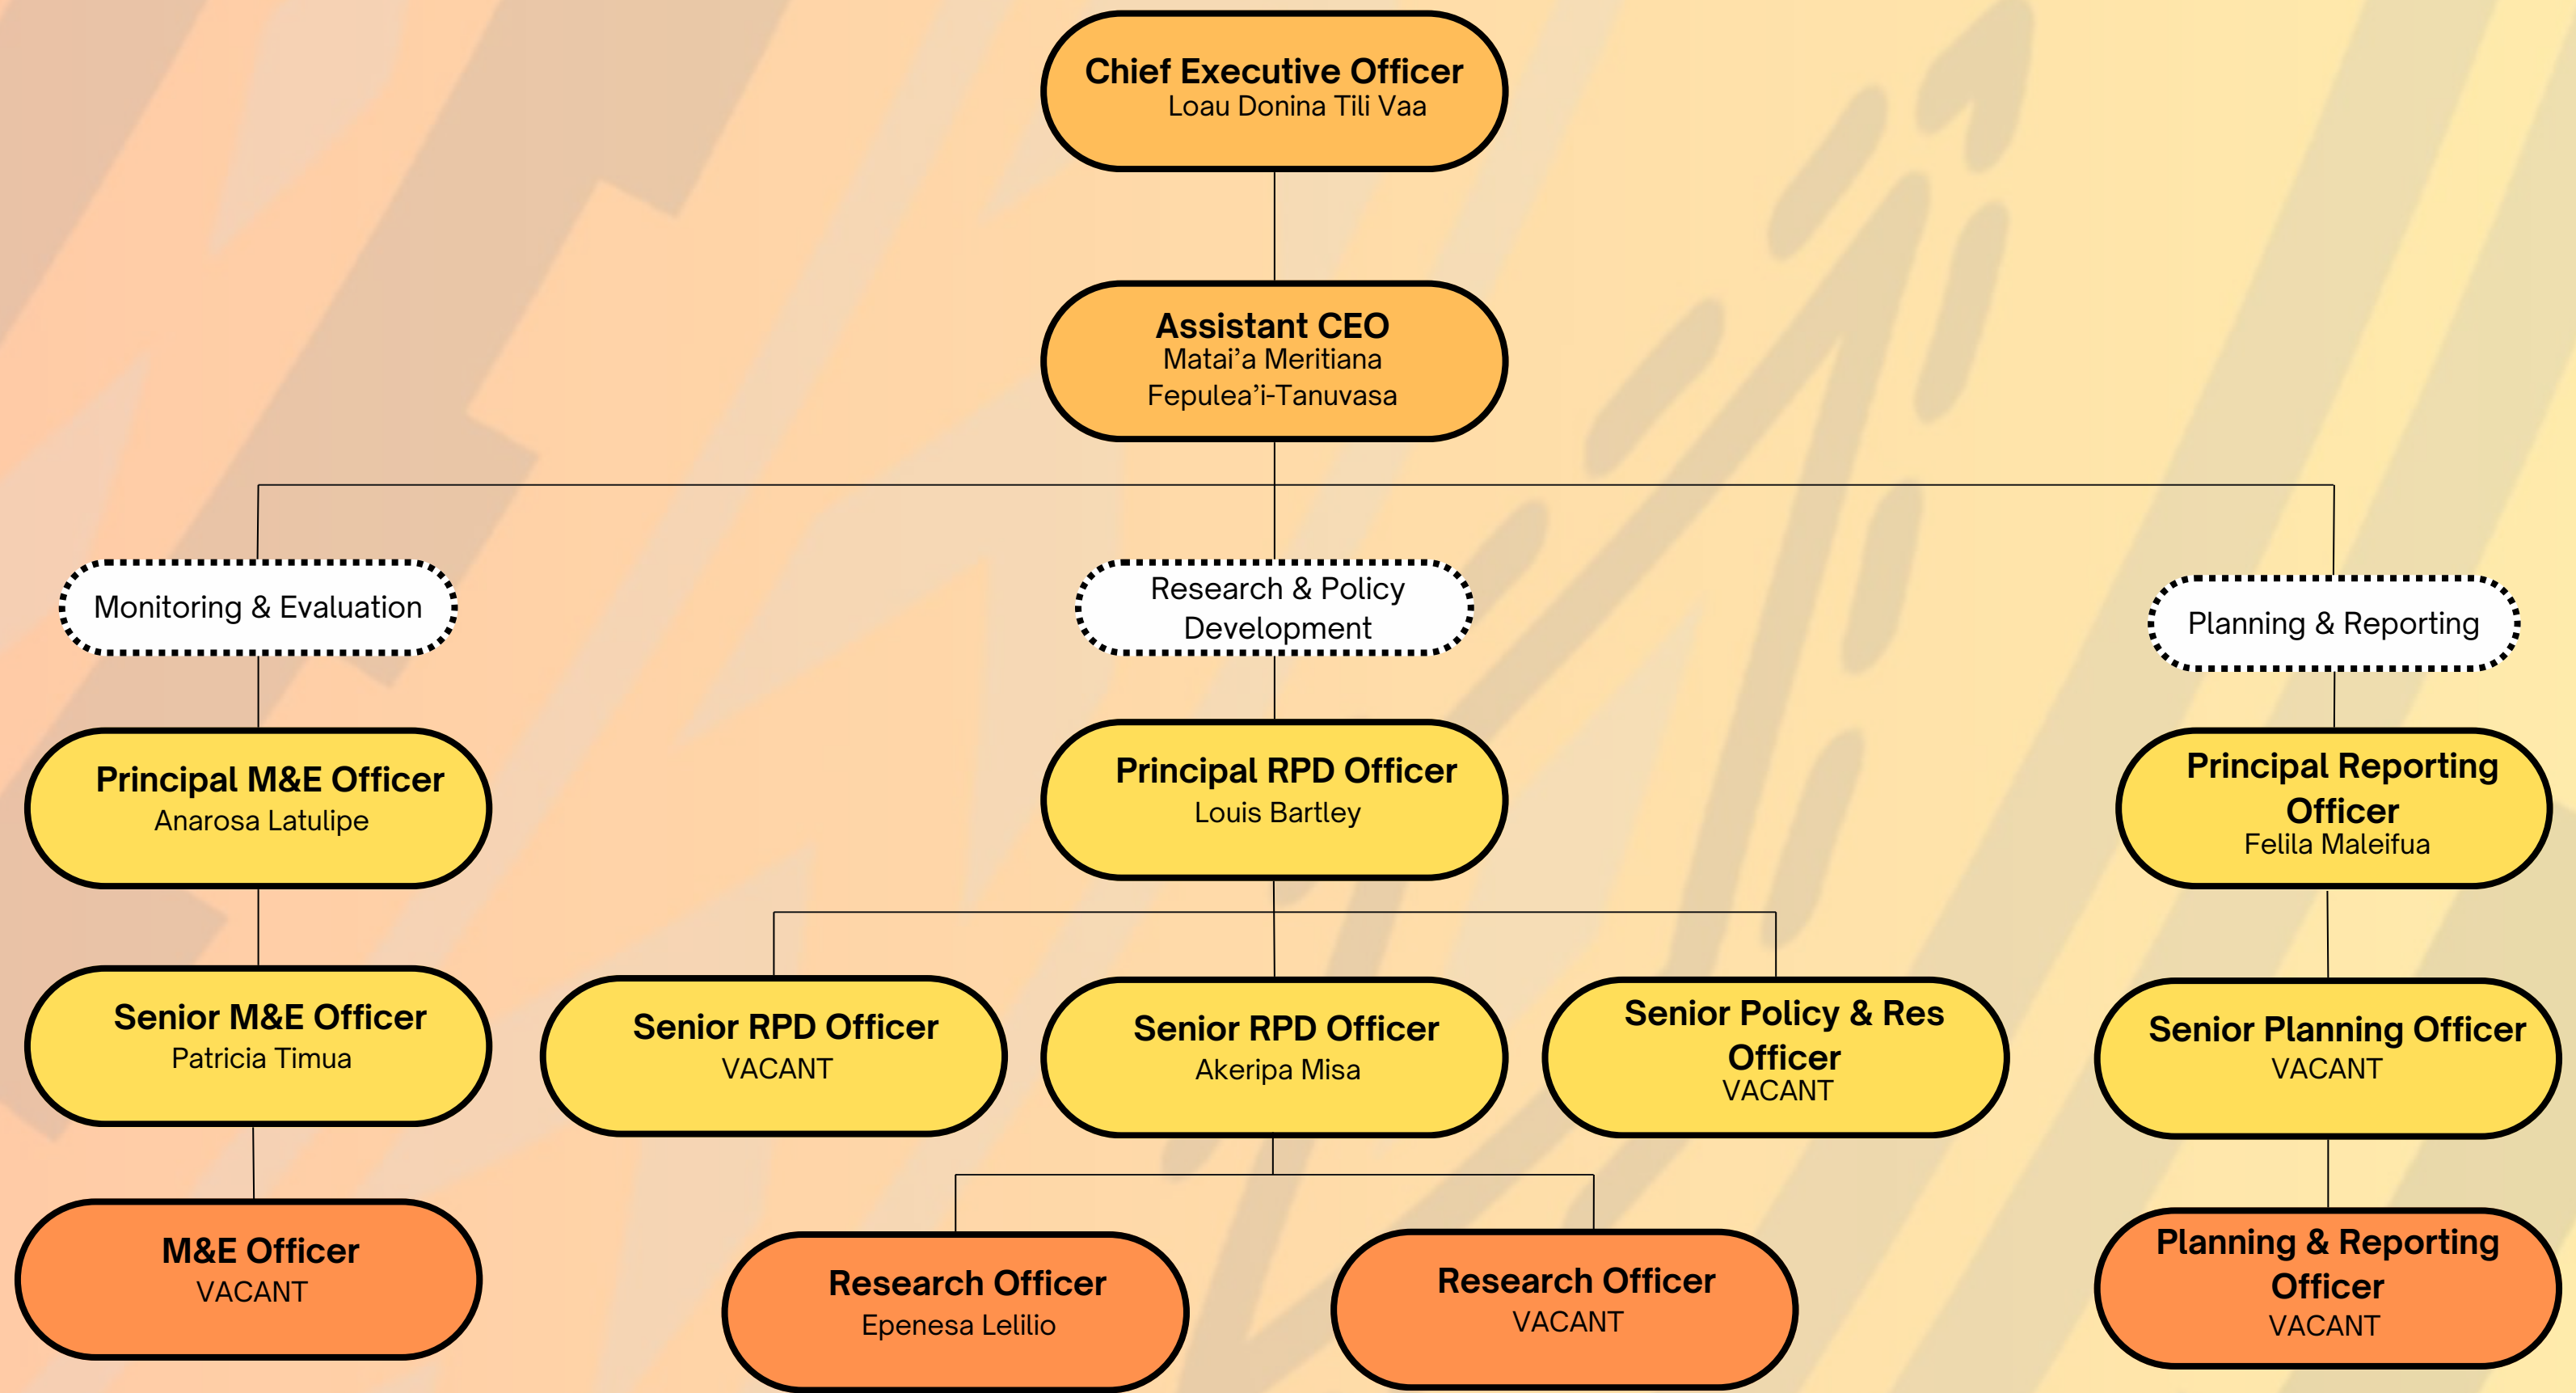 Chief Executive Officer
Loau Donina Tili Vaa
Assistant CEO
Matai’a Meritiana
Fepulea’i-Tanuvasa
Monitoring & Evaluation
Research & Policy
Development
Planning & Reporting
Principal M&E Officer
Anarosa Latulipe
Principal RPD Officer
Louis Bartley
Principal Reporting
Officer
Felila Maleifua
Senior M&E Officer
Patricia Timua
Senior RPD Officer
VACANT
Senior RPD Officer
Akeripa Misa
Senior Policy & Res
Officer
VACANT
Senior Planning Officer
VACANT
M&E Officer
VACANT
Research Officer
Epenesa Lelilio
Research Officer
VACANT
Planning & Reporting
Officer
VACANT